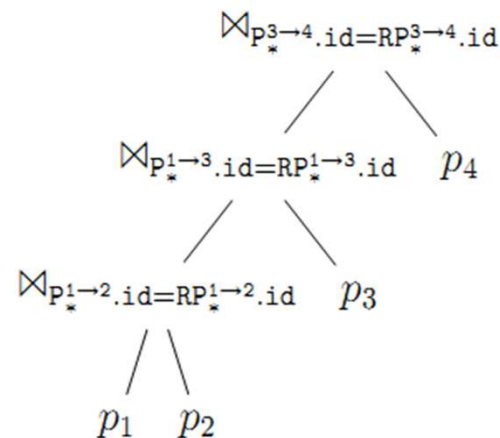 ⋈P*^{3→4}.id=RP*^{3→4}.id
⋈P*^{1→3}.id=RP*^{1→3}.id p₄
⋈P*^{1→2}.id=RP*^{1→2}.id p₃
p₁ p₂